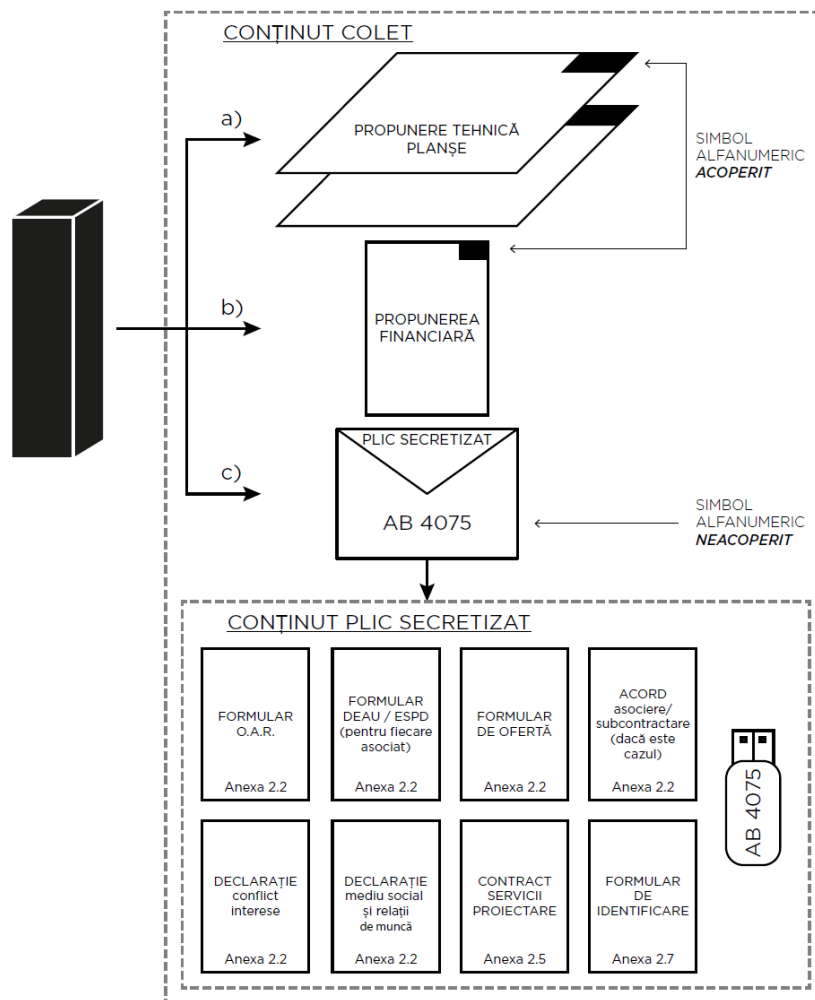 CONȚINUT COLET
a)
PROPUNERE TEHNICĂ
PLANȘE
SIMBOL
ALFANUMERIC
ACOPERIT
b)
PROPUNEREA
FINANCIARĂ
c)
PLIC SECRETIZAT
AB 4075
SIMBOL
ALFANUMERIC
NEACOPERIT
CONȚINUT PLIC SECRETIZAT
FORMULAR
O.A.R.
Anexa 2.2
FORMULAR
DEAU / ESPD
(pentru fiecare
asociat)
Anexa 2.2
FORMULAR
DE OFERTĂ
Anexa 2.2
ACORD
asociere/
subcontractare
(dacă este
cazul)
Anexa 2.2
AB 4075
DECLARAȚIE
conflict
interese
Anexa 2.2
DECLARAȚIE
mediu social
și relații
de muncă
Anexa 2.2
CONTRACT
SERVICII
PROIECTARE
Anexa 2.5
FORMULAR
DE
IDENTIFICARE
Anexa 2.7